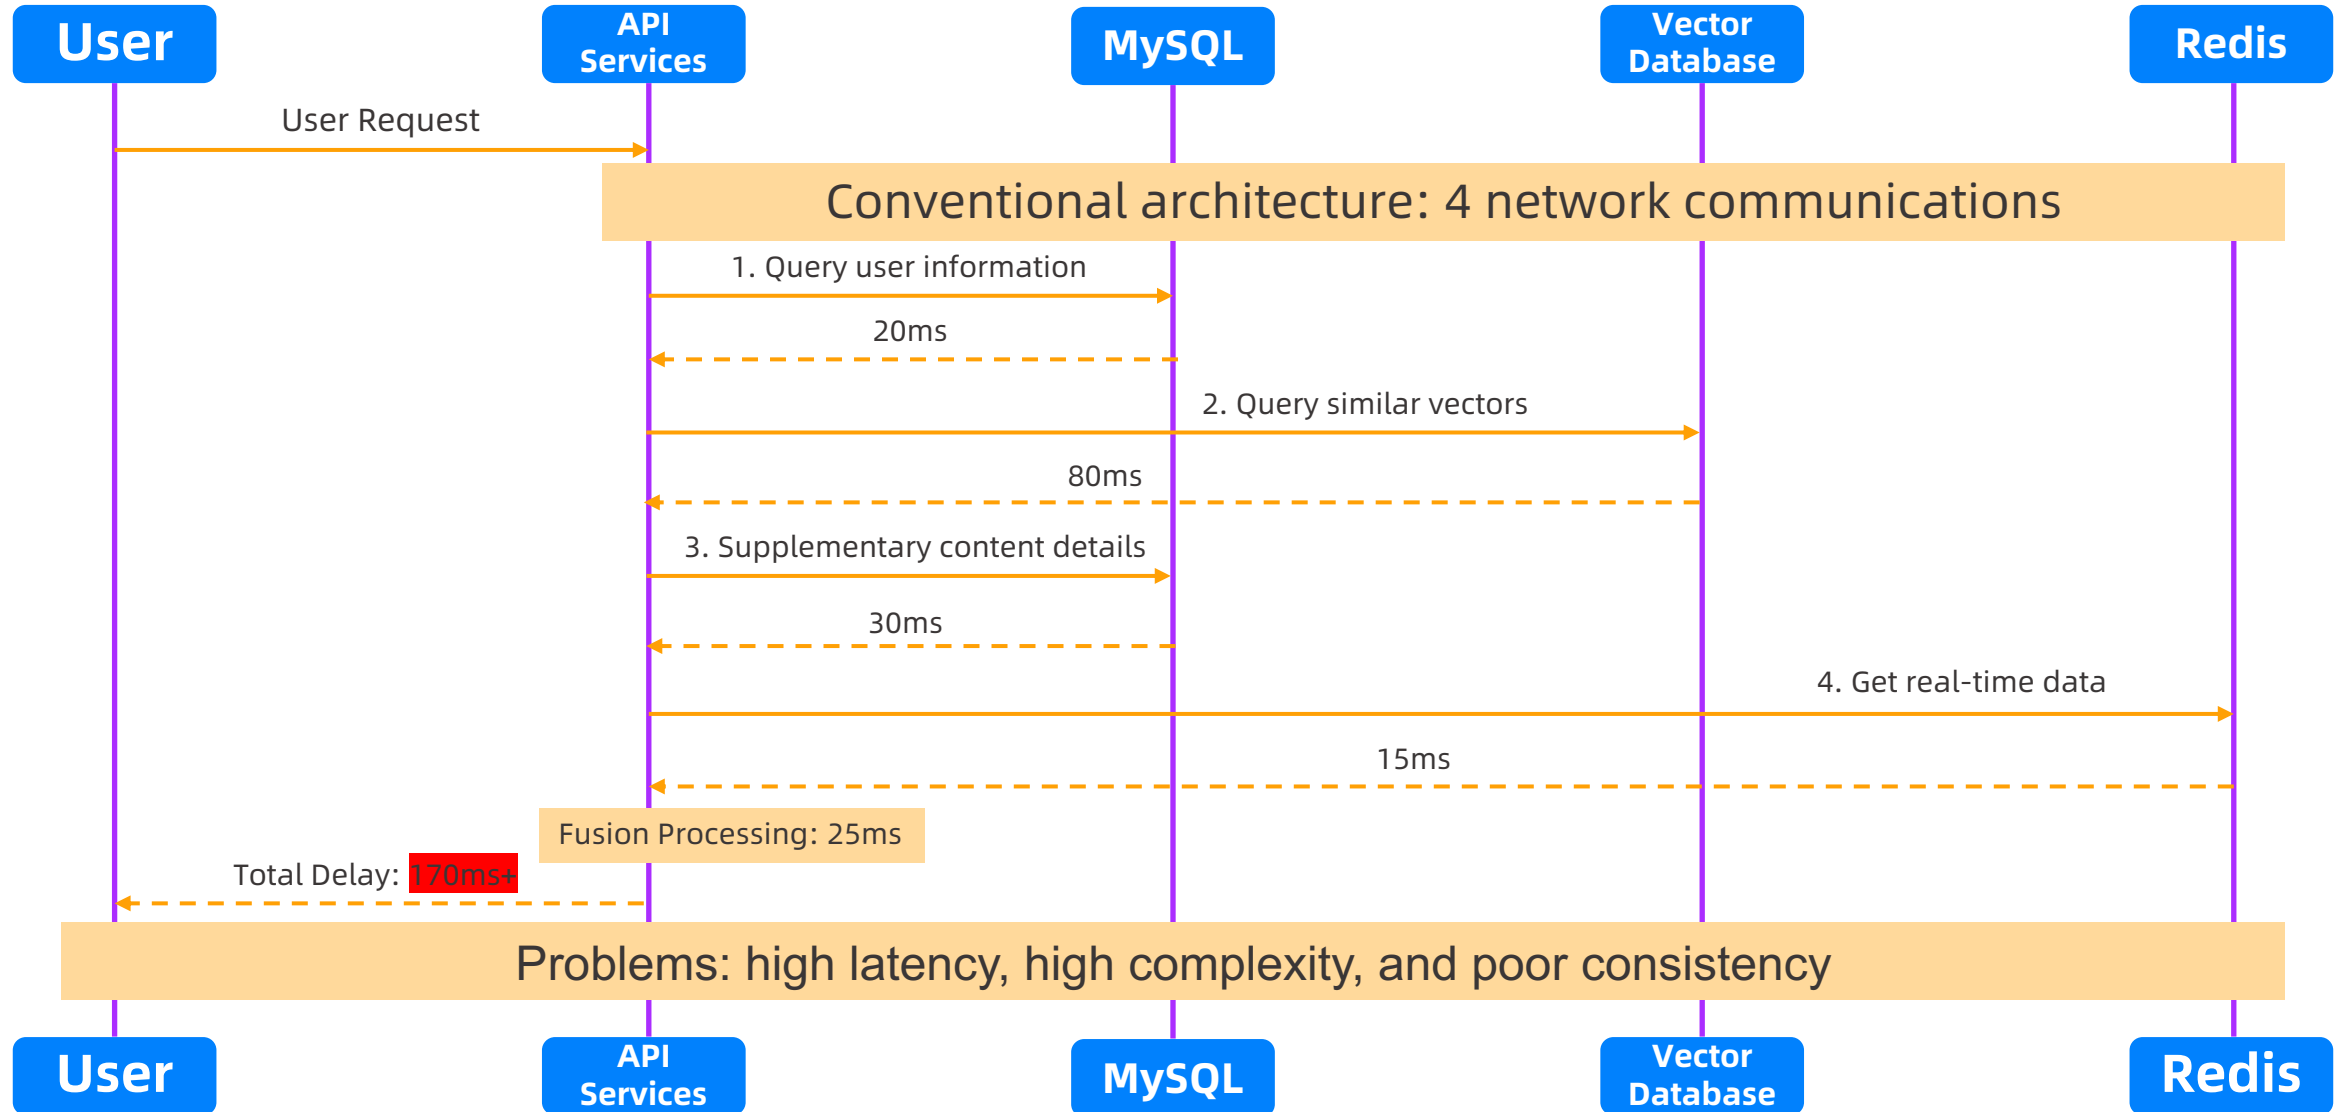 User
API
Services
MySQL
Vector
Database
Redis
User Request
Conventional architecture: 4 network communications
1. Query user information
20ms
2. Query similar vectors
80ms
3. Supplementary content details
30ms
4. Get real-time data
15ms
Fusion Processing: 25ms
Total Delay: 170ms+
Problems: high latency, high complexity, and poor consistency
User
API
Services
MySQL
Vector
Database
Redis